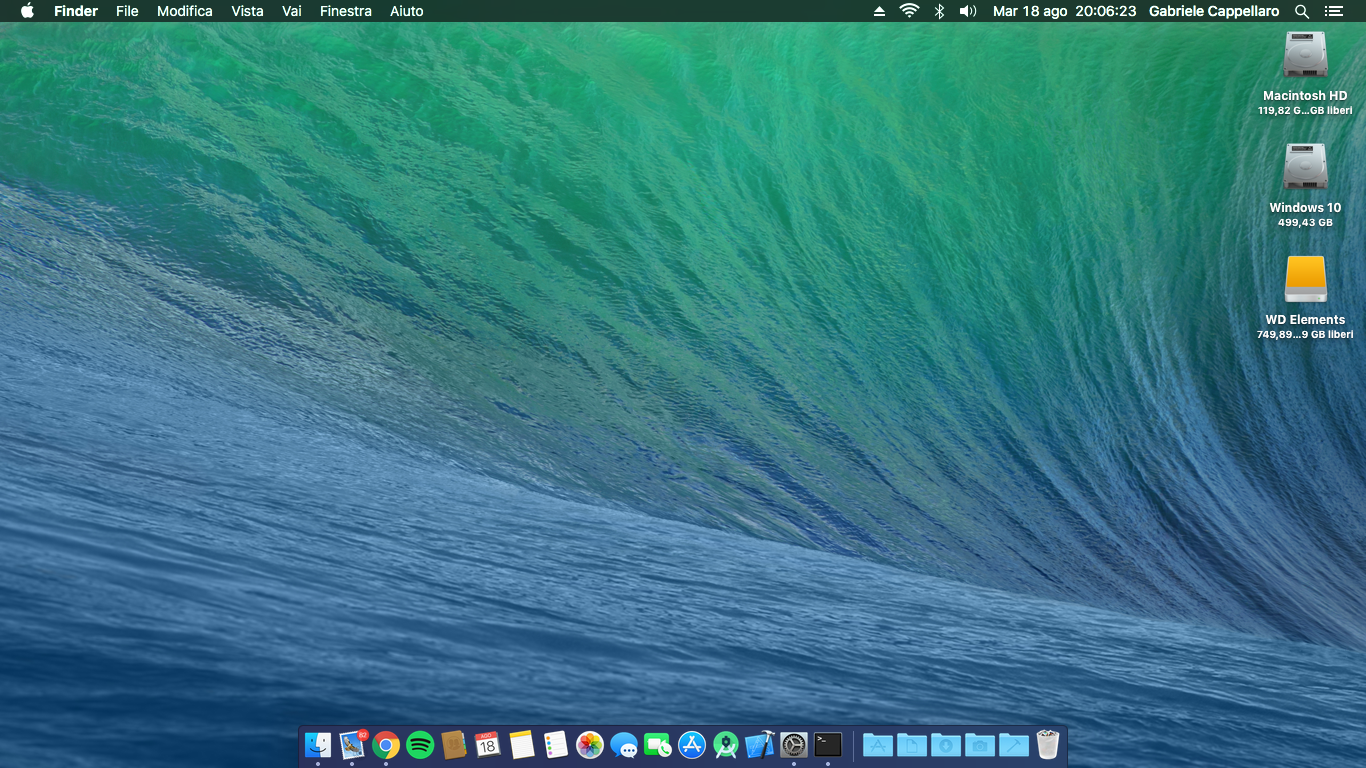 Finder File Modifica Vista Vai Finestra Aiuto Mar 18 ago 20:06:23 Gabriele Cappellaro
Macintosh HD
119,82 G...GB liberi
Windows 10
499,43 GB
WD Elements
749,89...9 GB liberi
82
AGO
18
>_